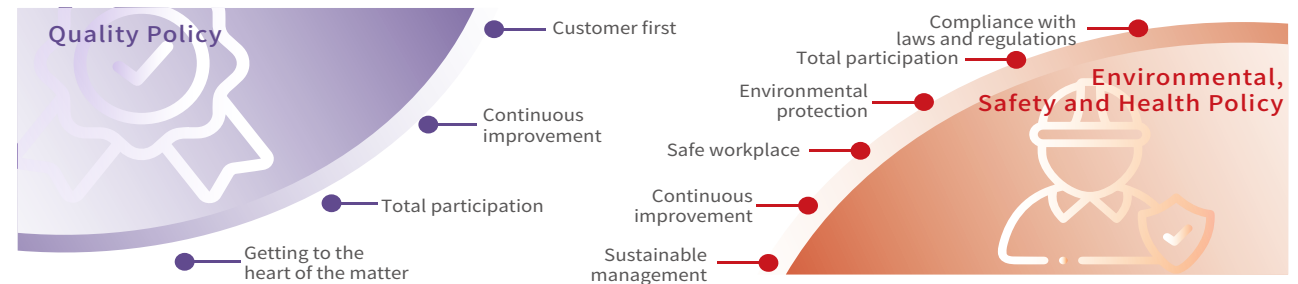 Quality Policy
Customer first
Continuous
improvement
Total participation
Getting to the
heart of the matter
Compliance with
laws and regulations
Total participation
Environmental
protection
Safe workplace
Continuous
improvement
Sustainable
management
Environmental,
Safety and Health Policy